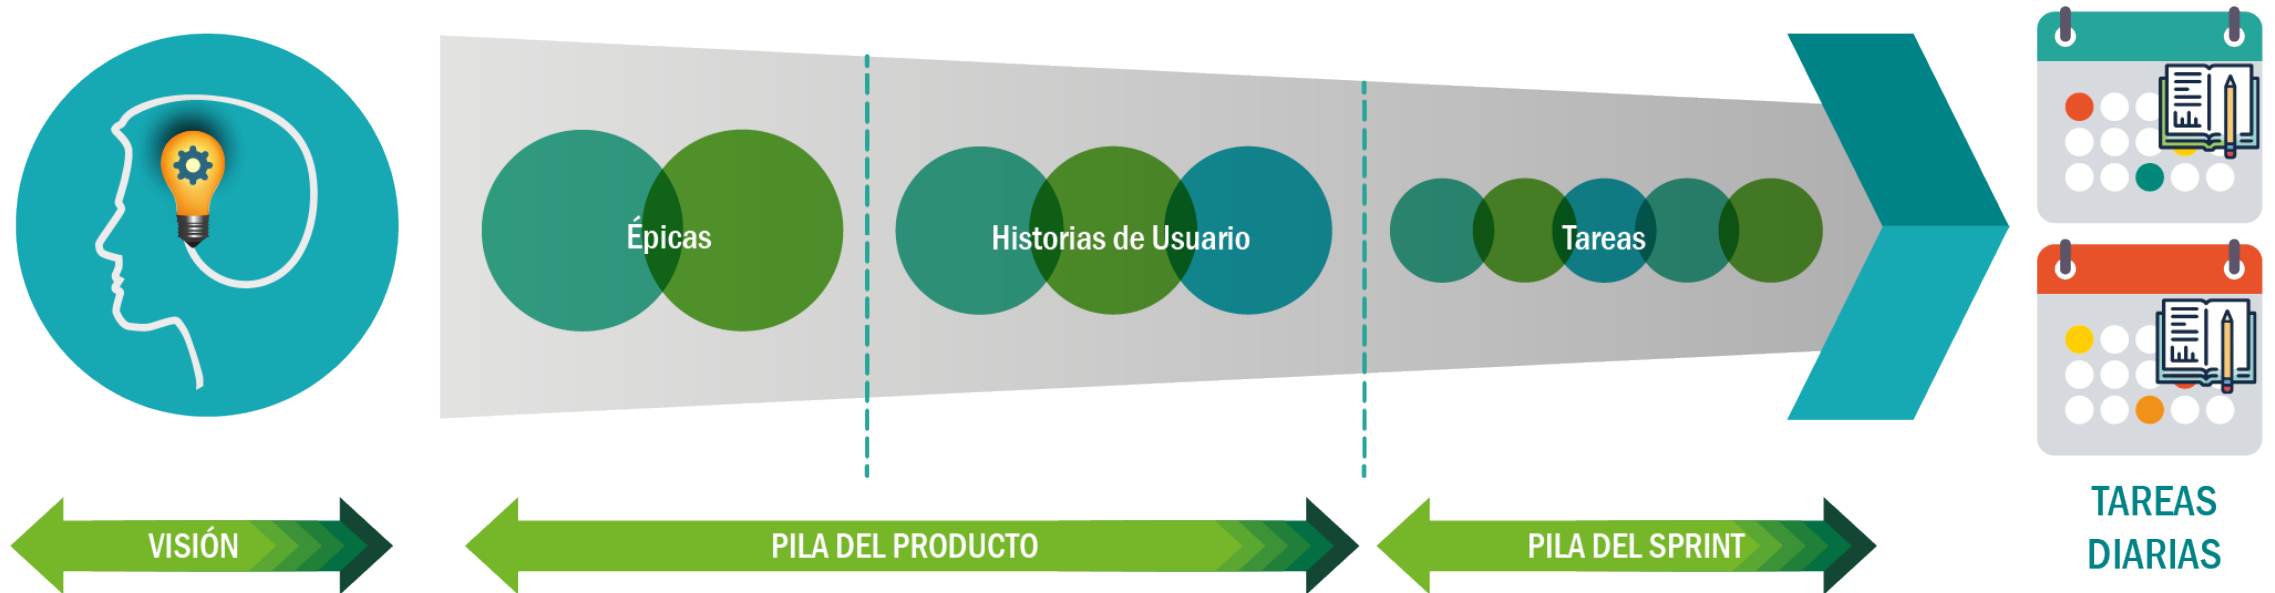 Épicas
Historias de Usuario
Tareas
VISIÓN
PILA DEL PRODUCTO
PILA DEL SPRINT
TAREAS
DIARIAS